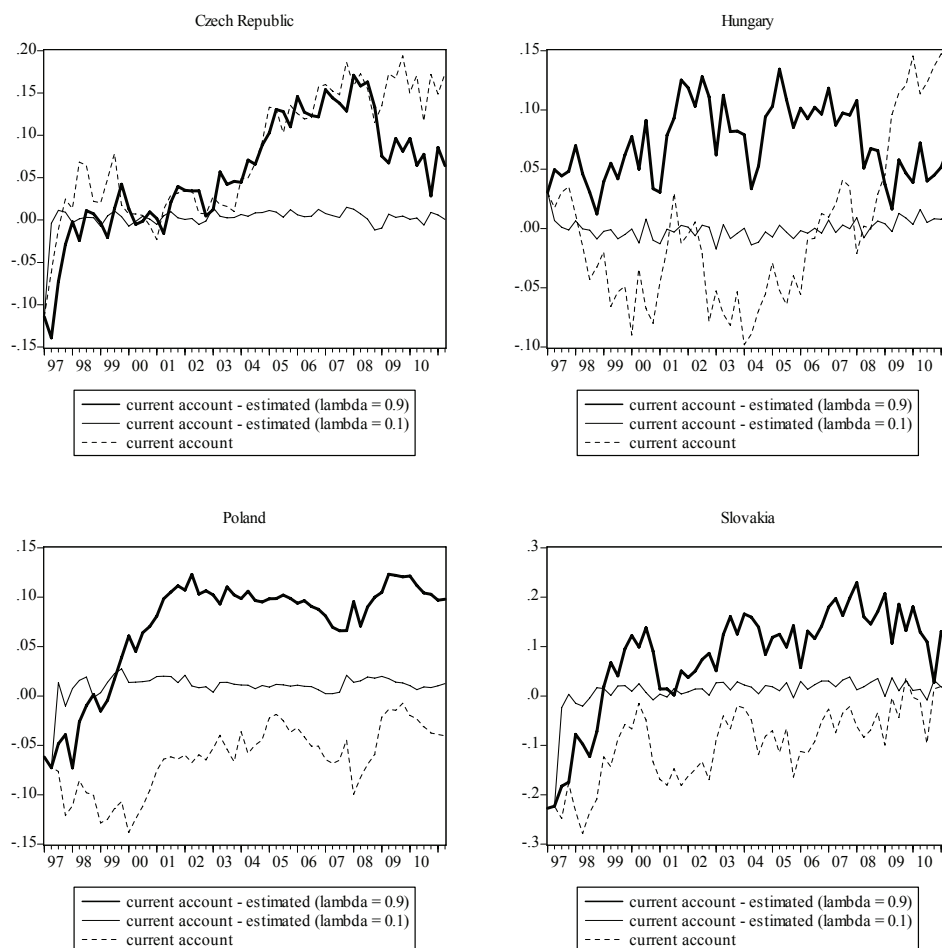 Czech Republic
.20
.15
.10
.05
.00
-.05
-.10
-.15
97 98 99 00 01 02 03 04 05 06 07 08 09 10
current account - estimated (lambda = 0.9)
current account - estimated (lambda = 0.1)
current account
Hungary
.15
.10
.05
.00
-.05
-.10
97 98 99 00 01 02 03 04 05 06 07 08 09 10
current account - estimated (lambda = 0.9)
current account - estimated (lambda = 0.1)
current account
Poland
.15
.10
.05
.00
-.05
-.10
-.15
97 98 99 00 01 02 03 04 05 06 07 08 09 10
current account - estimated (lambda = 0.9)
current account - estimated (lambda = 0.1)
current account
Slovakia
.3
.2
.1
.0
-.1
-.2
-.3
97 98 99 00 01 02 03 04 05 06 07 08 09 10
current account - estimated (lambda = 0.9)
current account - estimated (lambda = 0.1)
current account